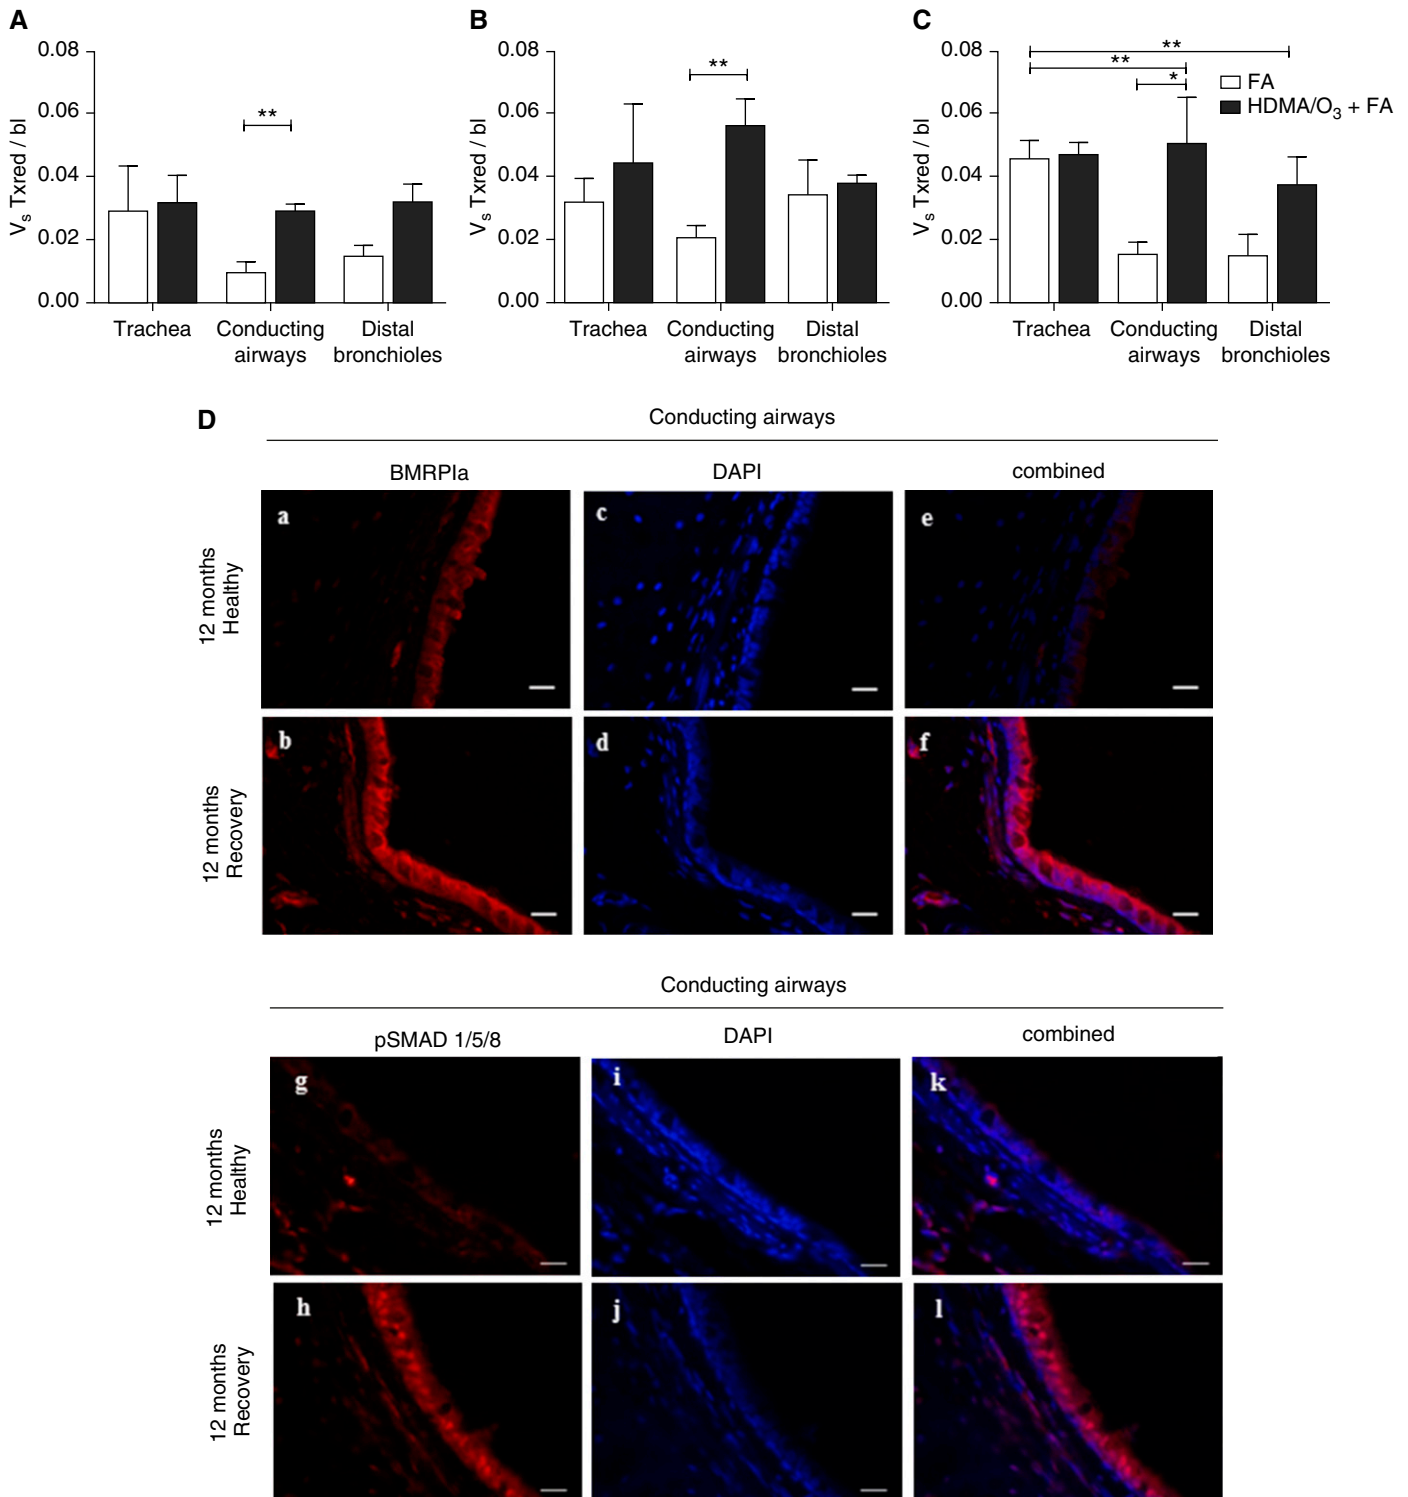 A
B
C
0.08
0.06
0.04
0.02
0.00
Vs Txred / bl
**
Trachea
Conducting
airways
Distal
bronchioles
0.08
0.06
0.04
0.02
0.00
Vs Txred / bl
**
Trachea
Conducting
airways
Distal
bronchioles
0.08
0.06
0.04
0.02
0.00
Vs Txred / bl
**
**
*
FA
HDMA/O3 + FA
Trachea
Conducting
airways
Distal
bronchioles
D
Conducting airways
BMRPIa
DAPI
combined
12 months
Healthy
a
c
e
12 months
Recovery
b
d
f
Conducting airways
pSMAD 1/5/8
DAPI
combined
12 months
Healthy
g
i
k
12 months
Recovery
h
j
l